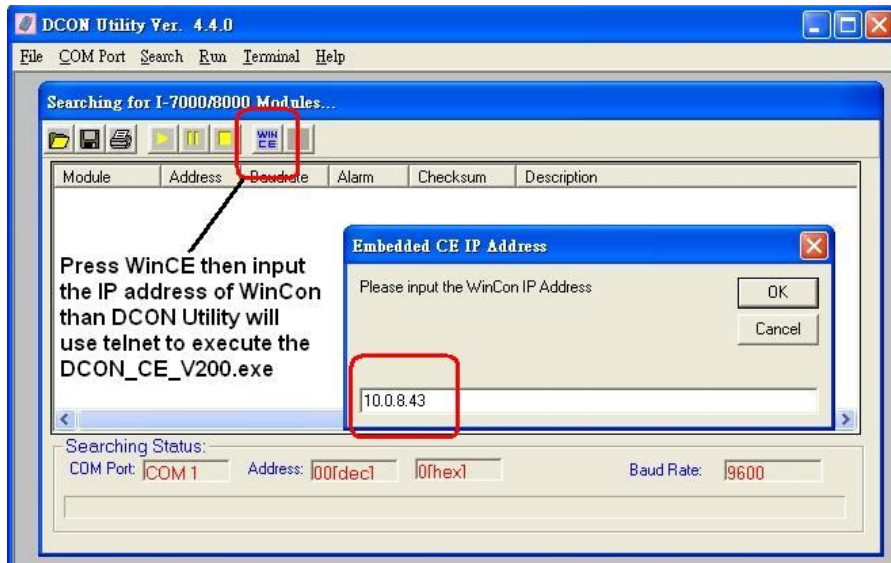 DCON Utility Ver. 4.4.0
File COM Port Search Run Terminal Help
Searching for I-7000/8000 Modules...
WIN
CE
Module Address Baudrate Alarm Checksum Description
Press WinCE then input
the IP address of WinCon
than DCON Utility will
use telnet to execute the
DCON_CE_V200.exe
Embedded CE IP Address
Please input the WinCon IP Address
OK
Cancel
10.0.8.43
Searching Status:
COM Port: COM 1 Address: 00[dec] 0[hex] Baud Rate: 9600